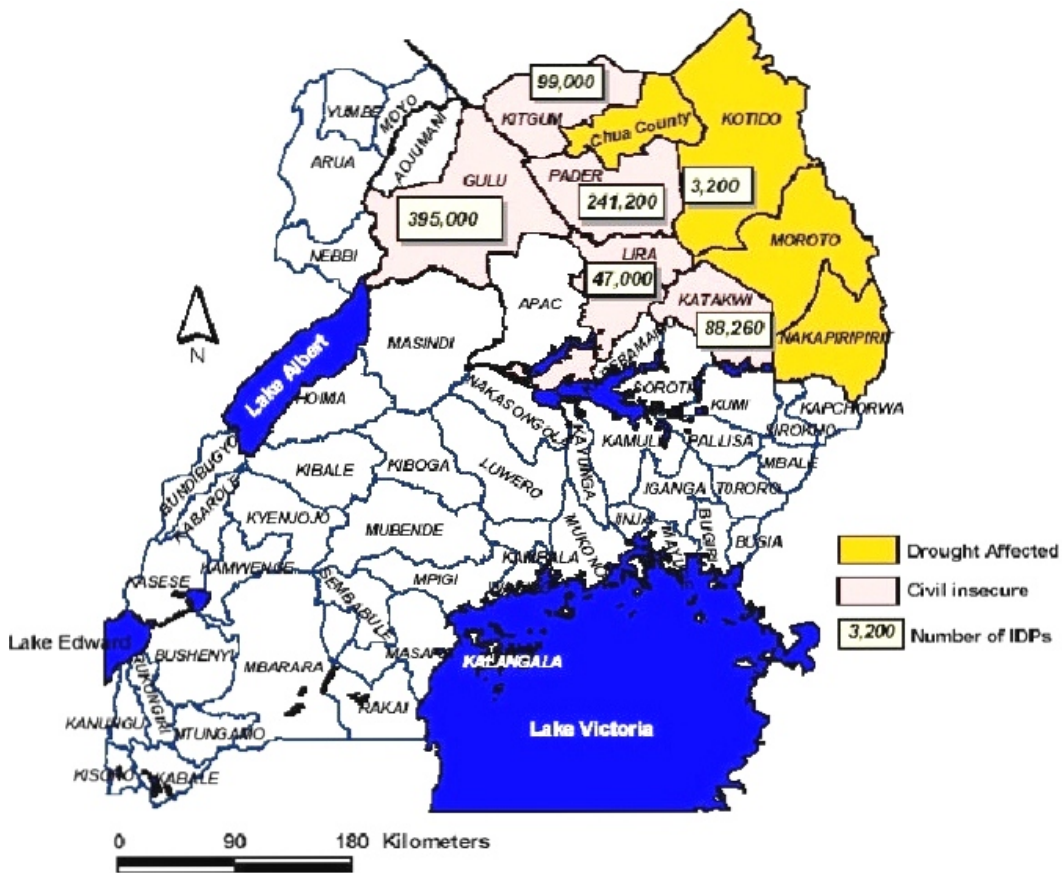 99,000
KITGUM
Chua County
KOTIDO
YUMBE
MOYO
ADJUMANI
ARUA
GULU
PADER
3,200
241,200
395,000
MOROTO
NEBBI
LIRA
47,000
KATAKWI
APAC
88,260
NAKAPIRIPIRI
N
MASINDI
Lake Albert
SOROTI
HOIMA
NAKASONGOLA
KUMI
KAPCHORWA
KAMULI
PALLISA
MBALE
BUNDIBUGYO
KIBALE
KIBOGA
LUWERO
KAYUNGA
IGANGA
TORORO
KABAROLE
KYENJOJO
MUBENDE
JINJA
BUGIRI
BUSIA
MUKONO
KAMPALA
Drought Affected
KASESE
KAMWENGE
SEMBABULE
MPIGI
Civil insecure
Lake Edward
BUSHENYI
MBARARA
MASAKA
KALANGALA
3,200 Number of IDPs
RUKUNGIRI
KANUNGU
RAKAI
NTUNGAMO
Lake Victoria
KISORO
KABALE
0 90 180 Kilometers